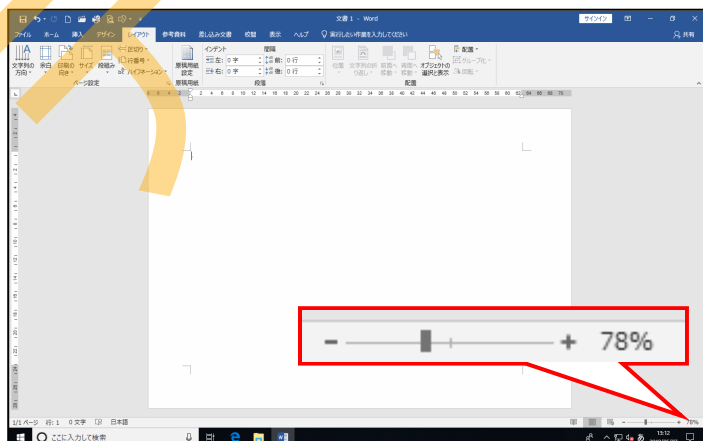 文書 1 - Word
サインイン
ファイル ホーム 挿入 デザイン レイアウト 参考資料 差し込み文書 校閲 表示 ヘルプ 実行したい作業を入力してください 共有
文字列の方向 余白 印刷の向き サイズ 段組み 区切り 行番号 ハイフネーション
ページ設定
原稿用紙設定
原稿用紙
インデント 間隔
左: 0 字 前: 0 行
右: 0 字 後: 0 行
段落
位置 文字列の折り返し 前面へ移動 背面へ移動 オブジェクトの選択と表示 配置 グループ化 回転
配置
78%
1/1 ページ 行: 1 0 文字 日本語
78%
ここに入力して検索
あ 13:12